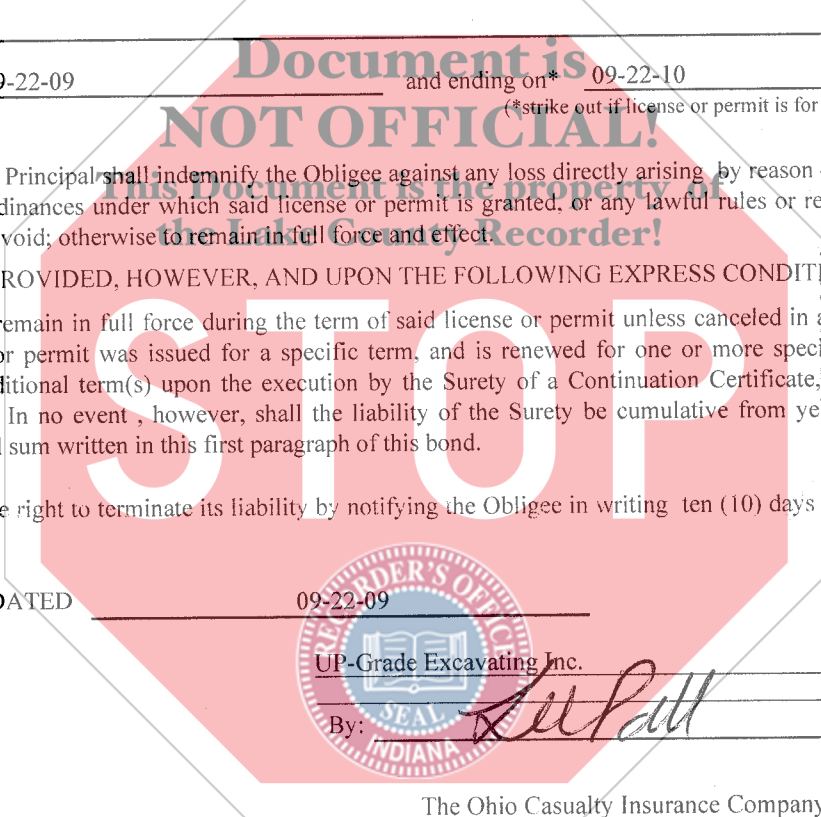 Document is
9-22-09 and ending on* 09-22-10
(*strike out if license or permit is for
NOT OFFICIAL!
Principal shall indemnify the Obligee against any loss directly arising by reason
This Document is the property of
dinances under which said license or permit is granted, or any lawful rules or re
the Lake County Recorder!
void; otherwise to remain in full force and effect.
ROVIDED, HOWEVER, AND UPON THE FOLLOWING EXPRESS CONDITI
STOP
remain in full force during the term of said license or permit unless canceled in a
or permit was issued for a specific term, and is renewed for one or more speci
ditional term(s) upon the execution by the Surety of a Continuation Certificate,
In no event , however, shall the liability of the Surety be cumulative from ye
l sum written in this first paragraph of this bond.
e right to terminate its liability by notifying the Obligee in writing ten (10) days
DATED 09-22-09
RECORDER'S OFFICE
SEAL
INDIANA
UP-Grade Excavating Inc.
By:
The Ohio Casualty Insurance Company